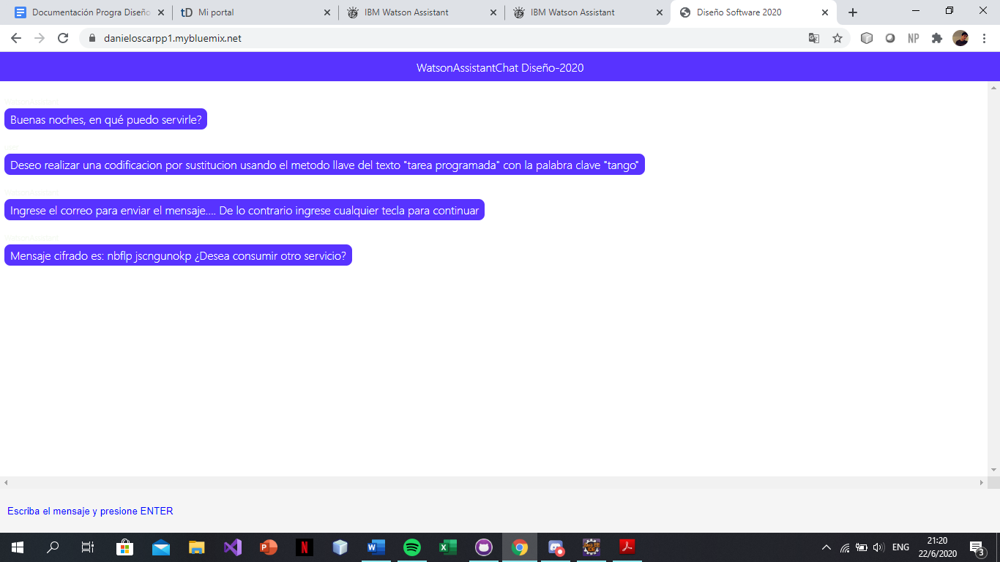 Documentación Progra Diseño
Mi portal
IBM Watson Assistant
IBM Watson Assistant
Diseño Software 2020
danieloscarpp1.mybluemix.net
NP
WatsonAssistantChat Diseño-2020
WatsonAssistant
Buenas noches, en qué puedo servirle?
Deseo realizar una codificacion por sustitucion usando el metodo llave del texto "tarea programada" con la palabra clave "tango"
WatsonAssistant
Ingrese el correo para enviar el mensaje.... De lo contrario ingrese cualquier tecla para continuar
WatsonAssistant
Mensaje cifrado es: nbflp jscngunokp ¿Desea consumir otro servicio?
Escriba el mensaje y presione ENTER
ENG
21:20
22/6/2020
3